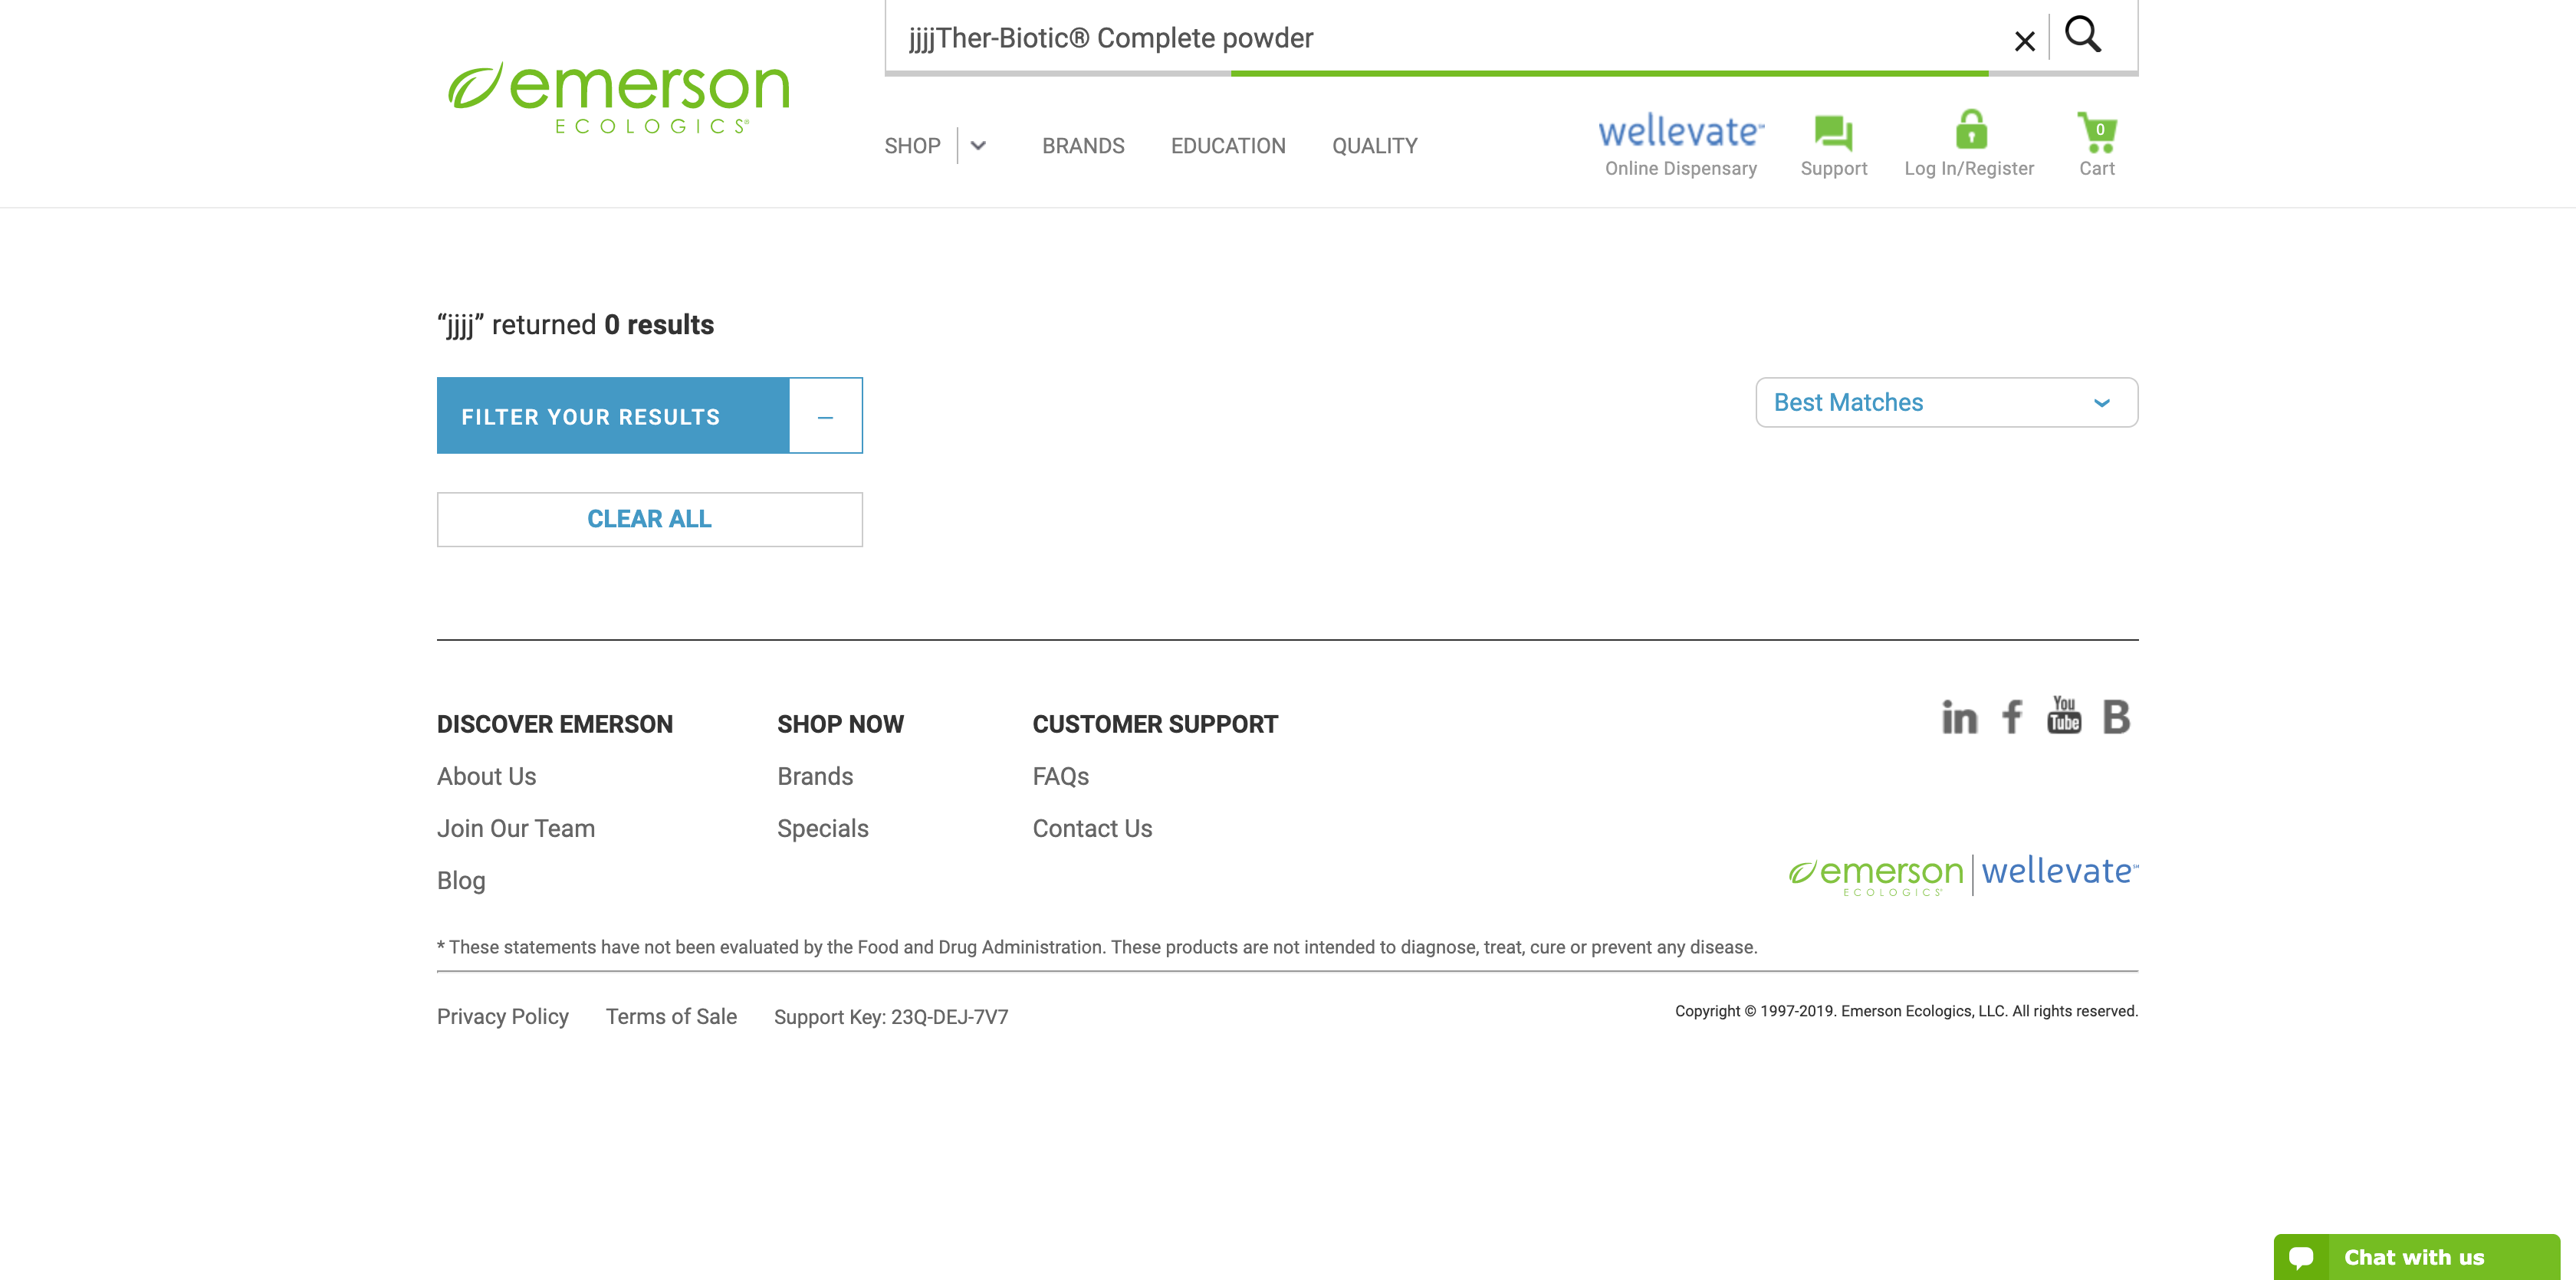 jjjjTher-Biotic® Complete powder
emerson
ECOLOGICS®
SHOP
BRANDS
EDUCATION
QUALITY
wellevate℠
Online Dispensary
Support
Log In/Register
0
Cart
“jjjj” returned 0 results
FILTER YOUR RESULTS
Best Matches
CLEAR ALL
DISCOVER EMERSON
About Us
Join Our Team
Blog
SHOP NOW
Brands
Specials
CUSTOMER SUPPORT
FAQs
Contact Us
in f You Tube B
emerson
ECOLOGICS®
wellevate℠
* These statements have not been evaluated by the Food and Drug Administration. These products are not intended to diagnose, treat, cure or prevent any disease.
Privacy Policy
Terms of Sale
Support Key: 23Q-DEJ-7V7
Copyright © 1997-2019. Emerson Ecologics, LLC. All rights reserved.
Chat with us